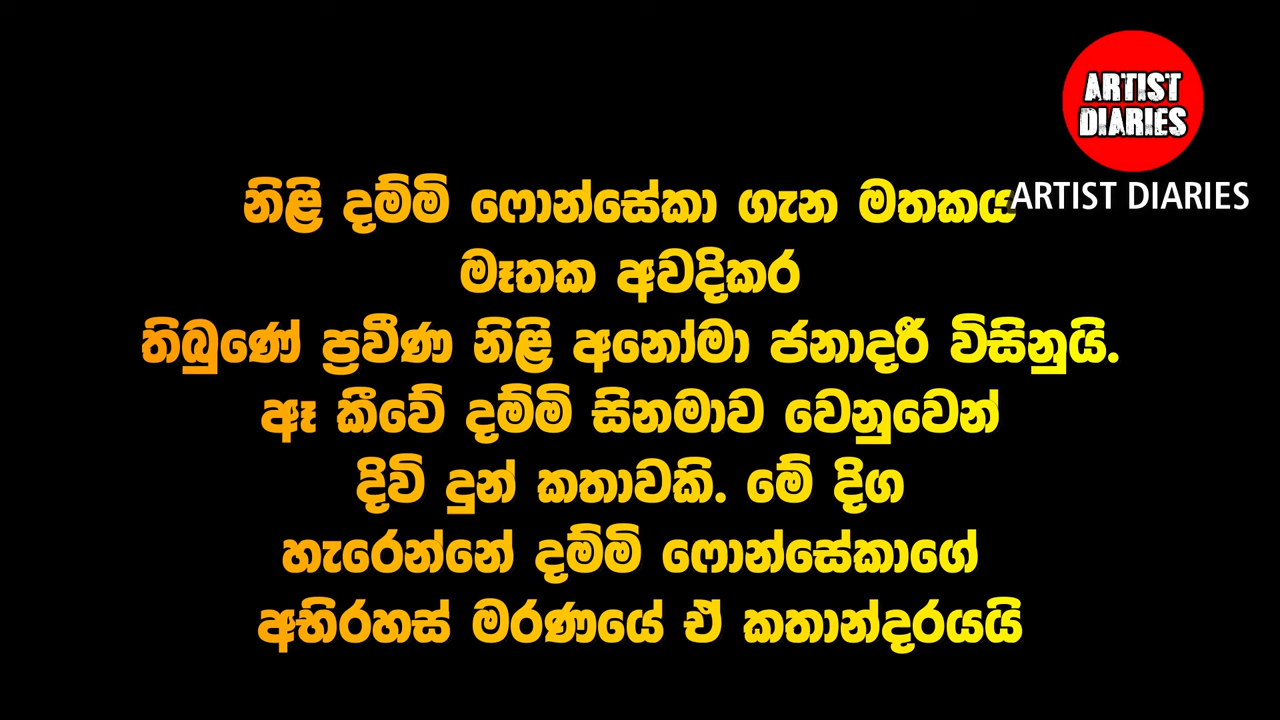 ARTIST
DIARIES
ARTIST DIARIES
නිළි දම්මි ෆොන්සේකා ගැන මතකය
මෑතක අවදිකර
තිබුණේ ප්‍රවීණ නිළි අනෝමා ජනාදරී විසිනුයි.
ඈ කීවේ දම්මි සිනමාව වෙනුවෙන්
දිවි දුන් කතාවකි. මේ දිග
හැරෙන්නේ දම්මි ෆොන්සේකාගේ
අභිරහස් මරණයේ ඒ කතාන්දරයයි